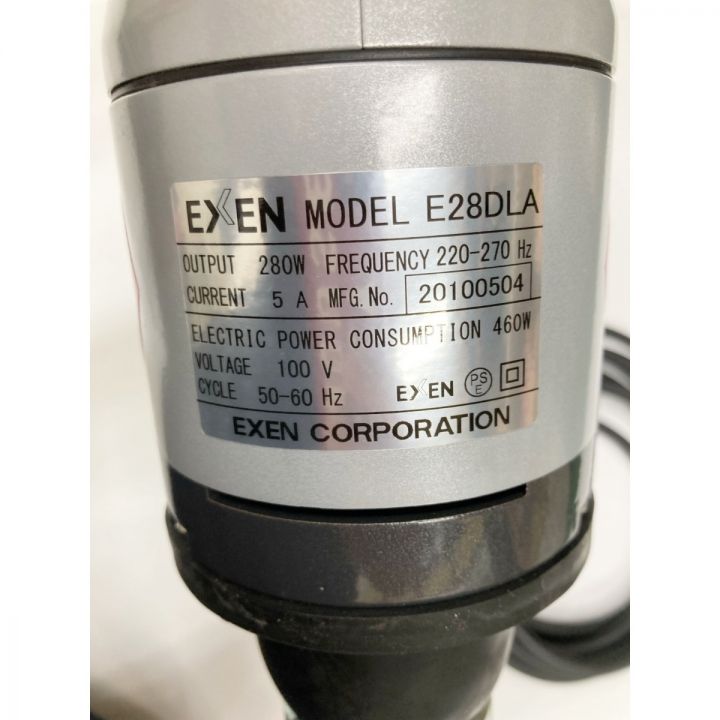 EXEN MODEL E28DLA
OUTPUT 280W FREQUENCY 220-270 Hz
CURRENT 5 A MFG. No. 20100504
ELECTRIC POWER CONSUMPTION 460W
VOLTAGE 100 V
CYCLE 50-60 Hz EXEN PSE
EXEN CORPORATION